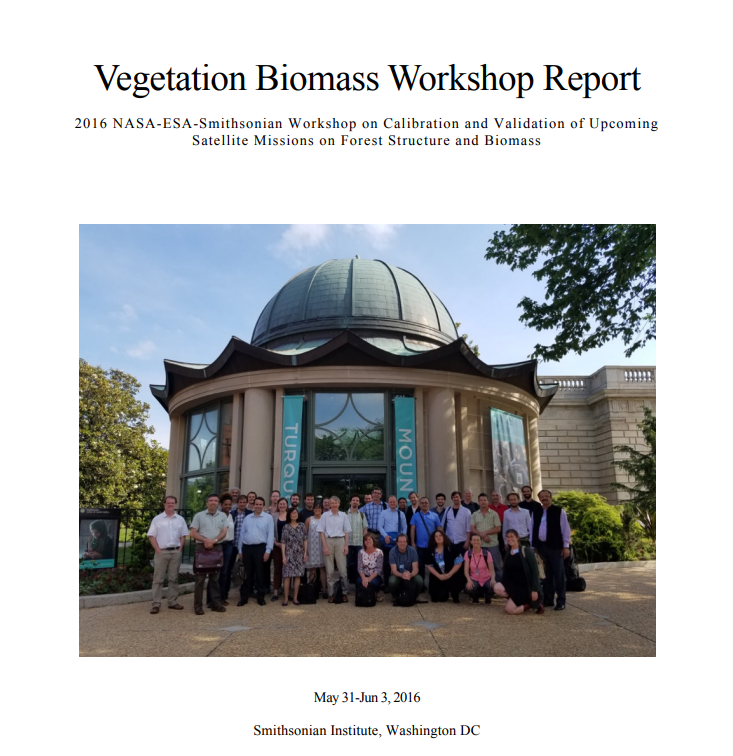 Vegetation Biomass Workshop Report
2016 NASA-ESA-Smithsonian Workshop on Calibration and Validation of Upcoming
Satellite Missions on Forest Structure and Biomass
TURQU
MOUN
May 31-Jun 3, 2016
Smithsonian Institute, Washington DC